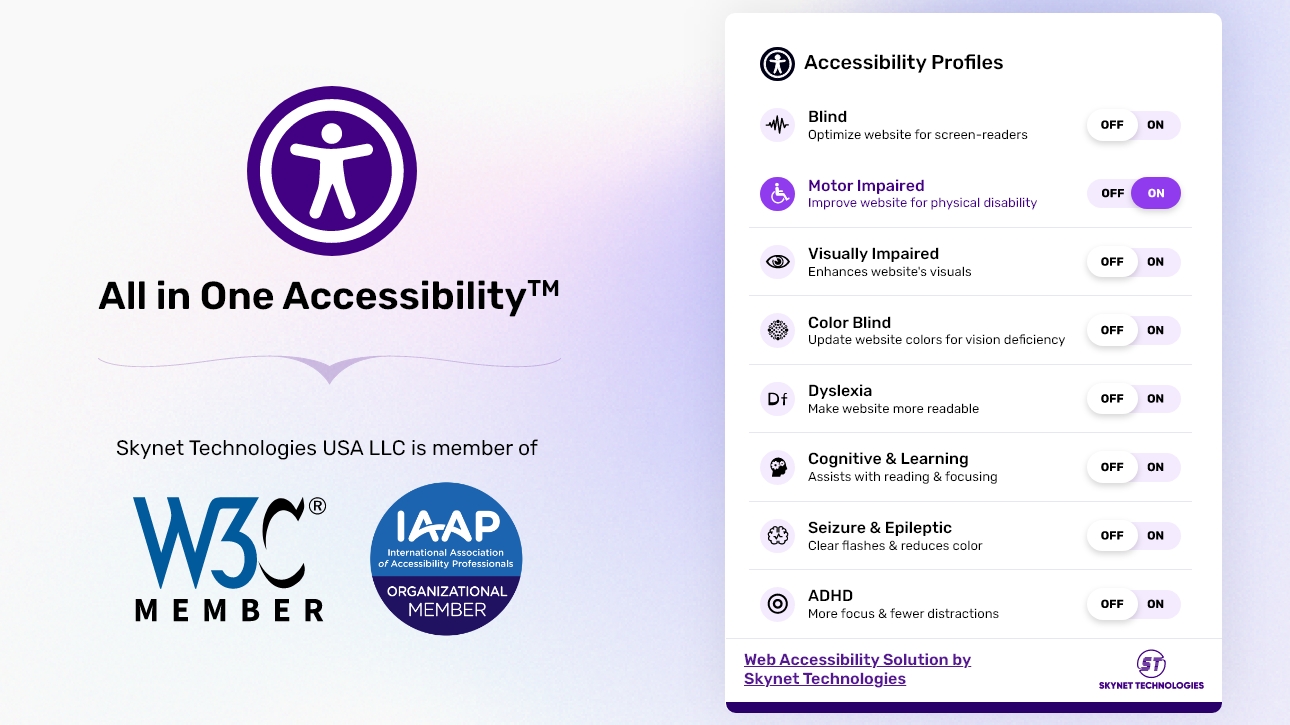 All in One Accessibility™
Skynet Technologies USA LLC is member of
W3C®
MEMBER
IAAP
International Association
of Accessibility Professionals
ORGANIZATIONAL
MEMBER
Accessibility Profiles
Blind
Optimize website for screen-readers
OFF ON
Motor Impaired
Improve website for physical disability
OFF ON
Visually Impaired
Enhances website's visuals
OFF ON
Color Blind
Update website colors for vision deficiency
OFF ON
Df
Dyslexia
Make website more readable
OFF ON
Cognitive & Learning
Assists with reading & focusing
OFF ON
Seizure & Epileptic
Clear flashes & reduces color
OFF ON
ADHD
More focus & fewer distractions
OFF ON
Web Accessibility Solution by
Skynet Technologies
ST
SKYNET TECHNOLOGIES